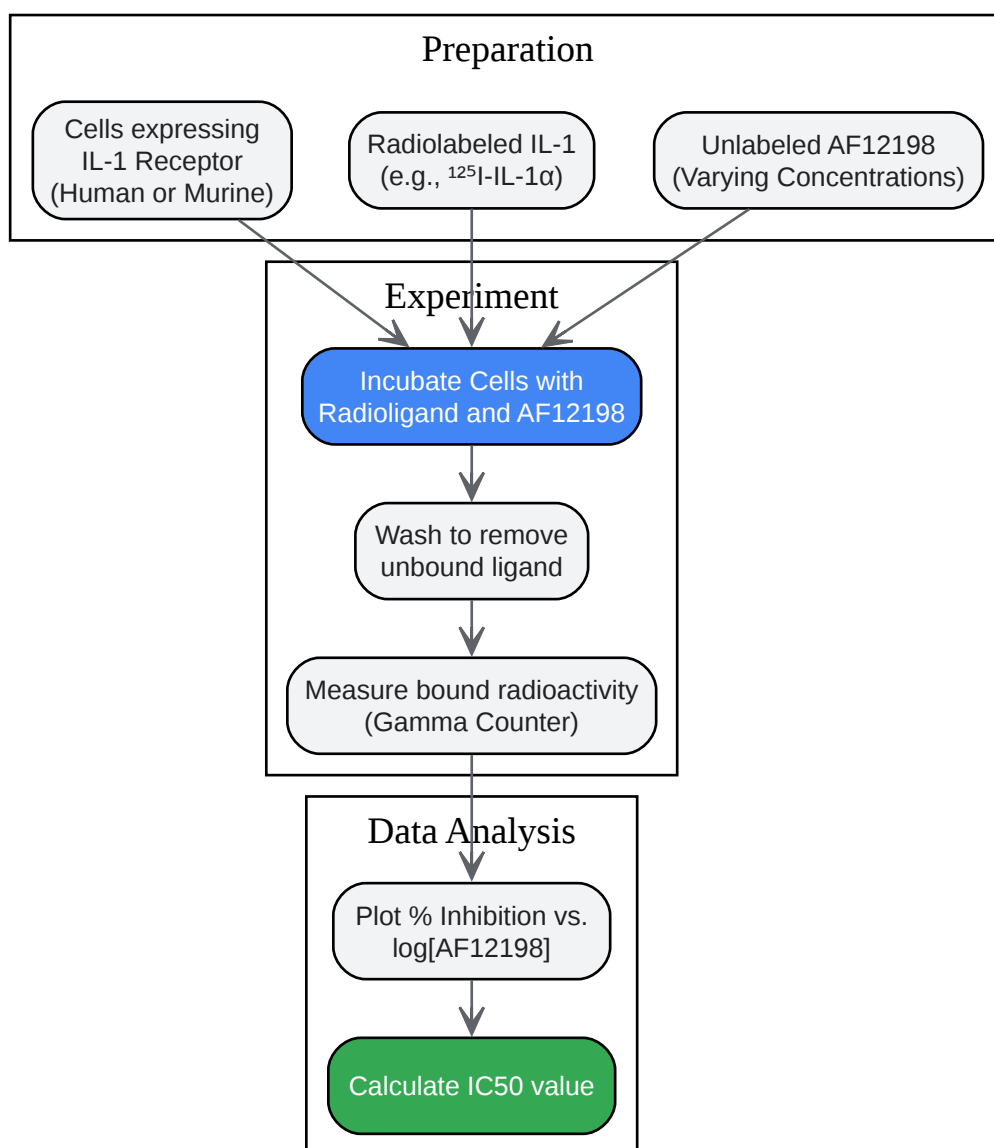 Preparation
Cells expressing
IL-1 Receptor
(Human or Murine)
Radiolabeled IL-1
(e.g., ¹²⁵I-IL-1α)
Unlabeled AF12198
(Varying Concentrations)
Experiment
Incubate Cells with
Radioligand and AF12198
Wash to remove
unbound ligand
Measure bound radioactivity
(Gamma Counter)
Data Analysis
Plot % Inhibition vs.
log[AF12198]
Calculate IC50 value